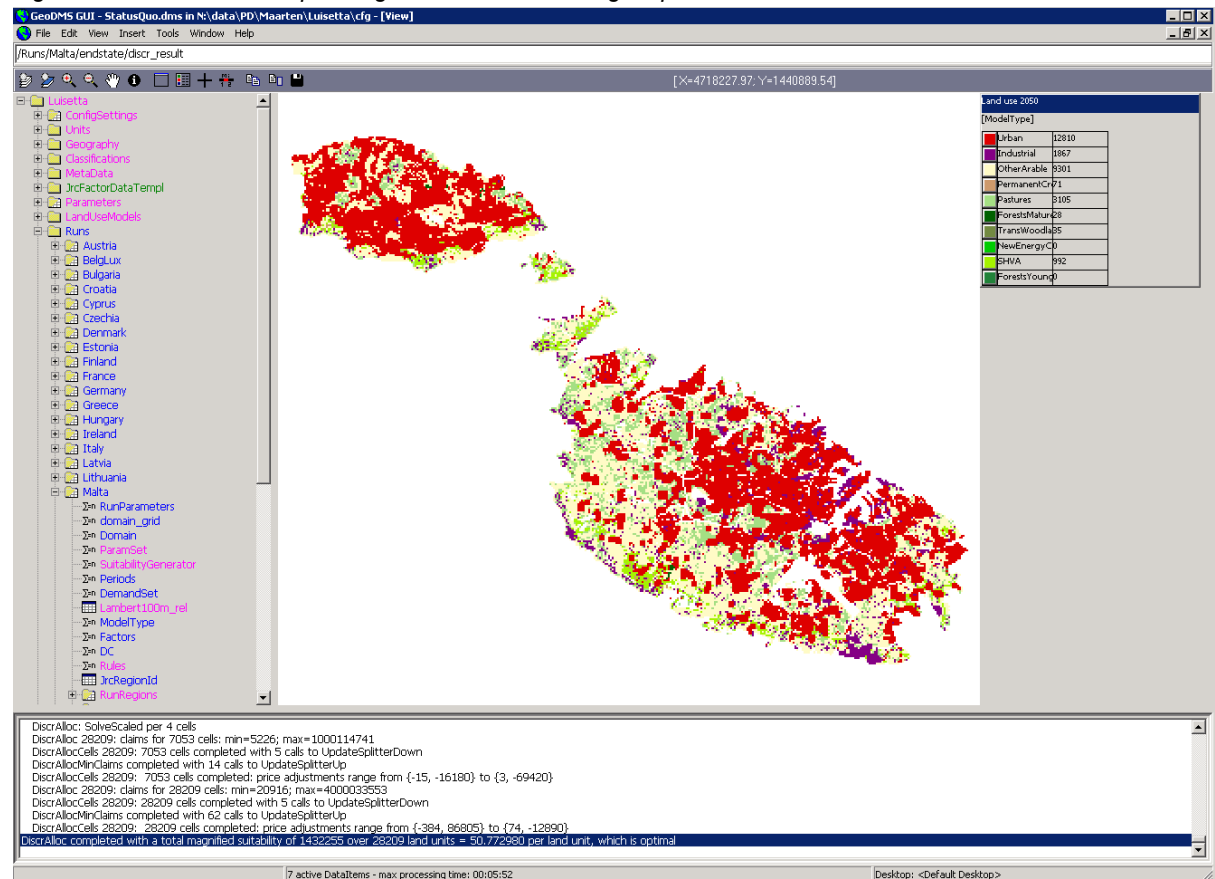 GeoDMS GUI - StatusQuo.dms in N:\data\PD\Maarten\Luisetta\cfg - [View]
File Edit View Insert Tools Window Help
/Runs/Malta/endstate/discr_result
[X=4718227.97; Y=1440889.54]
Luisetta
ConfigSettings
Units
Geography
Classifications
MetaData
JrcFactorDataTempl
Parameters
LandUseModels
Runs
Austria
BelgLux
Bulgaria
Croatia
Cyprus
Czechia
Denmark
Estonia
Finland
France
Germany
Greece
Hungary
Ireland
Italy
Latvia
Lithuania
Malta
Σ=n RunParameters
Σ=n domain_grid
Σ=n Domain
Σ=n ParamSet
Σ=n SuitabilityGenerator
Σ=n Periods
Σ=n DemandSet
Lambert100m_rel
Σ=n ModelType
Σ=n Factors
Σ=n DC
Σ=n Rules
JrcRegionId
RunRegions
Land use 2050
[ModelType]
Urban 12810
Industrial 1867
OtherArable 9301
PermanentCr 71
Pastures 3105
ForestsMatur 28
TransWoodla 35
NewEnergyC 0
SHVA 992
ForestsYoung 0
DiscrAlloc: SolveScaled per 4 cells
DiscrAlloc 28209: claims for 7053 cells: min=5226; max=1000114741
DiscrAllocCells 28209: 7053 cells completed with 5 calls to UpdateSplitterDown
DiscrAllocMinClaims completed with 14 calls to UpdateSplitterUp
DiscrAllocCells 28209: 7053 cells completed: price adjustments range from {-15, -16180} to {3, -69420}
DiscrAlloc 28209: claims for 28209 cells: min=20916; max=4000033553
DiscrAllocCells 28209: 28209 cells completed with 5 calls to UpdateSplitterDown
DiscrAllocMinClaims completed with 62 calls to UpdateSplitterUp
DiscrAllocCells 28209: 28209 cells completed: price adjustments range from {-384, 86805} to {74, -12890}
DiscrAlloc completed with a total magnified suitability of 1432255 over 28209 land units = 50.772980 per land unit, which is optimal
7 active DataItems - max processing time: 00:05:52
Desktop: <Default Desktop>